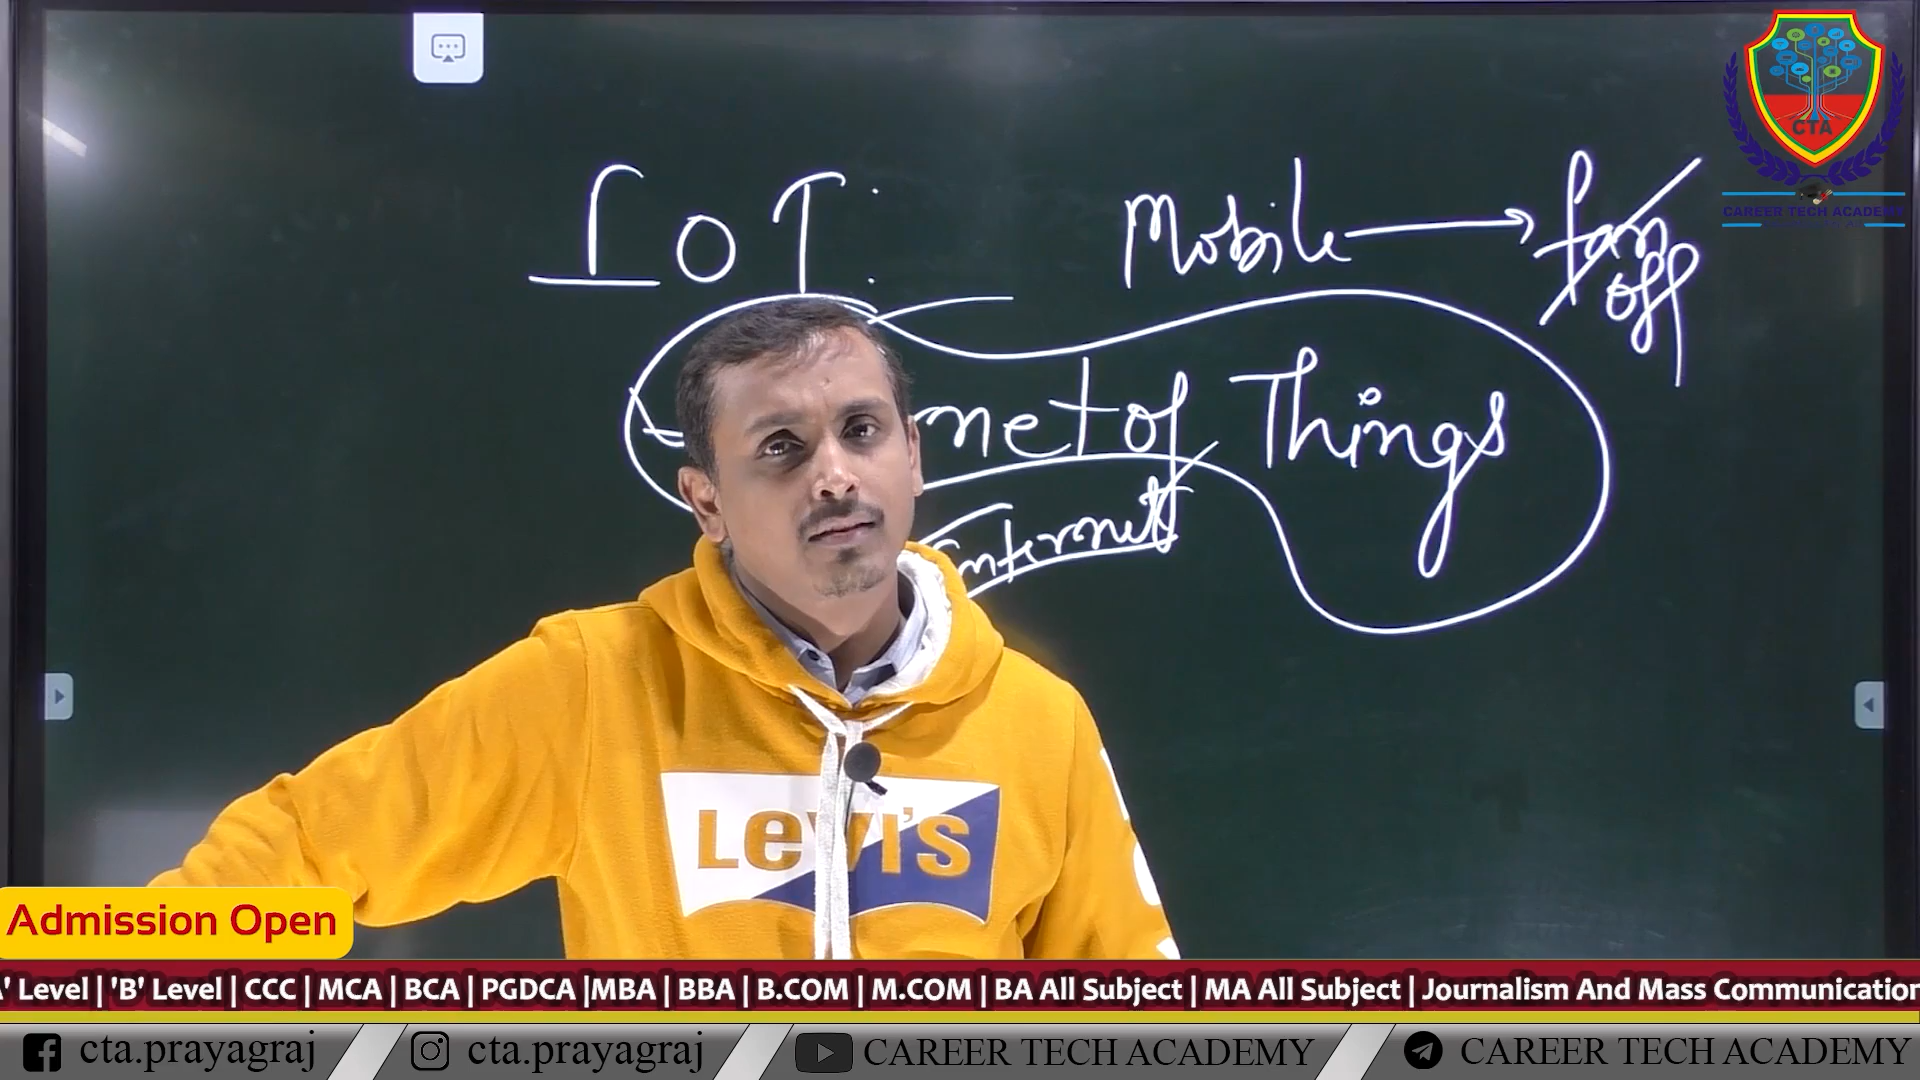 IOT:
Mobile → fan off
net of Things
internet
CTA
CAREER TECH ACADEMY
LEVI'S
Admission Open
A' Level | 'B' Level | CCC | MCA | BCA | PGDCA |MBA | BBA | B.COM | M.COM | BA All Subject | MA All Subject | Journalism And Mass Communication
cta.prayagraj cta.prayagraj CAREER TECH ACADEMY CAREER TECH ACADEMY